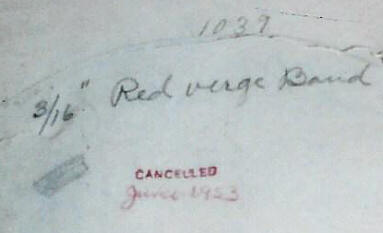 1039
3/16" Red verge Band
CANCELLED
June 1953